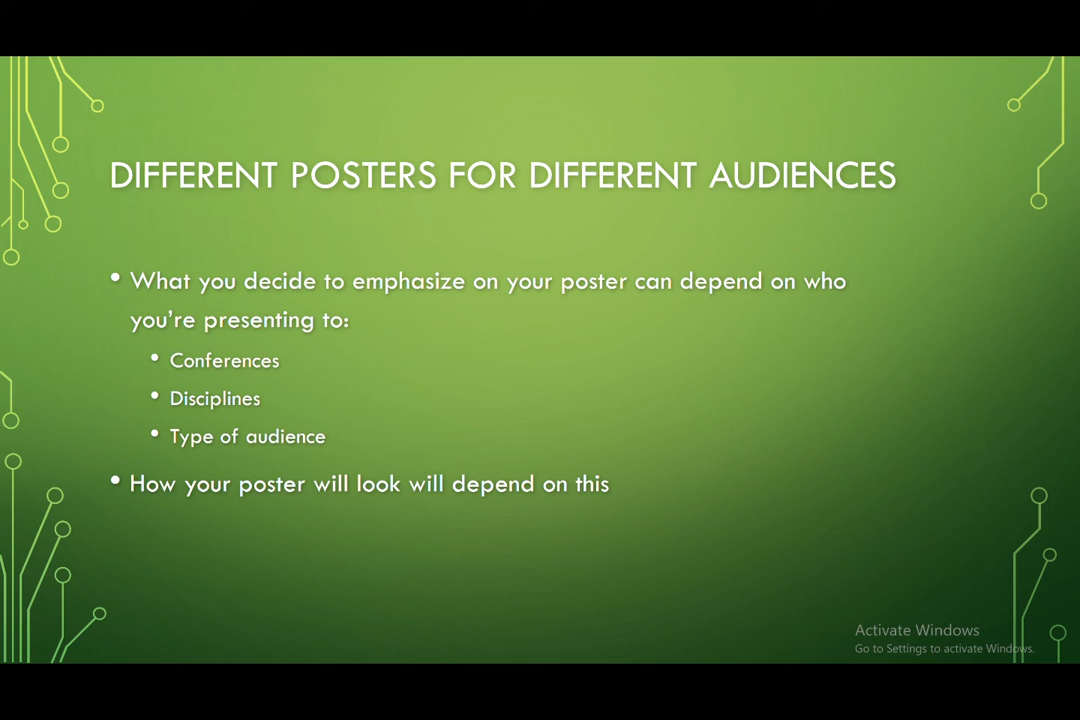 DIFFERENT POSTERS FOR DIFFERENT AUDIENCES
• What you decide to emphasize on your poster can depend on who
you're presenting to:
• Conferences
• Disciplines
• Type of audience
• How your poster will look will depend on this
Activate Windows
Go to Settings to activate Windows.